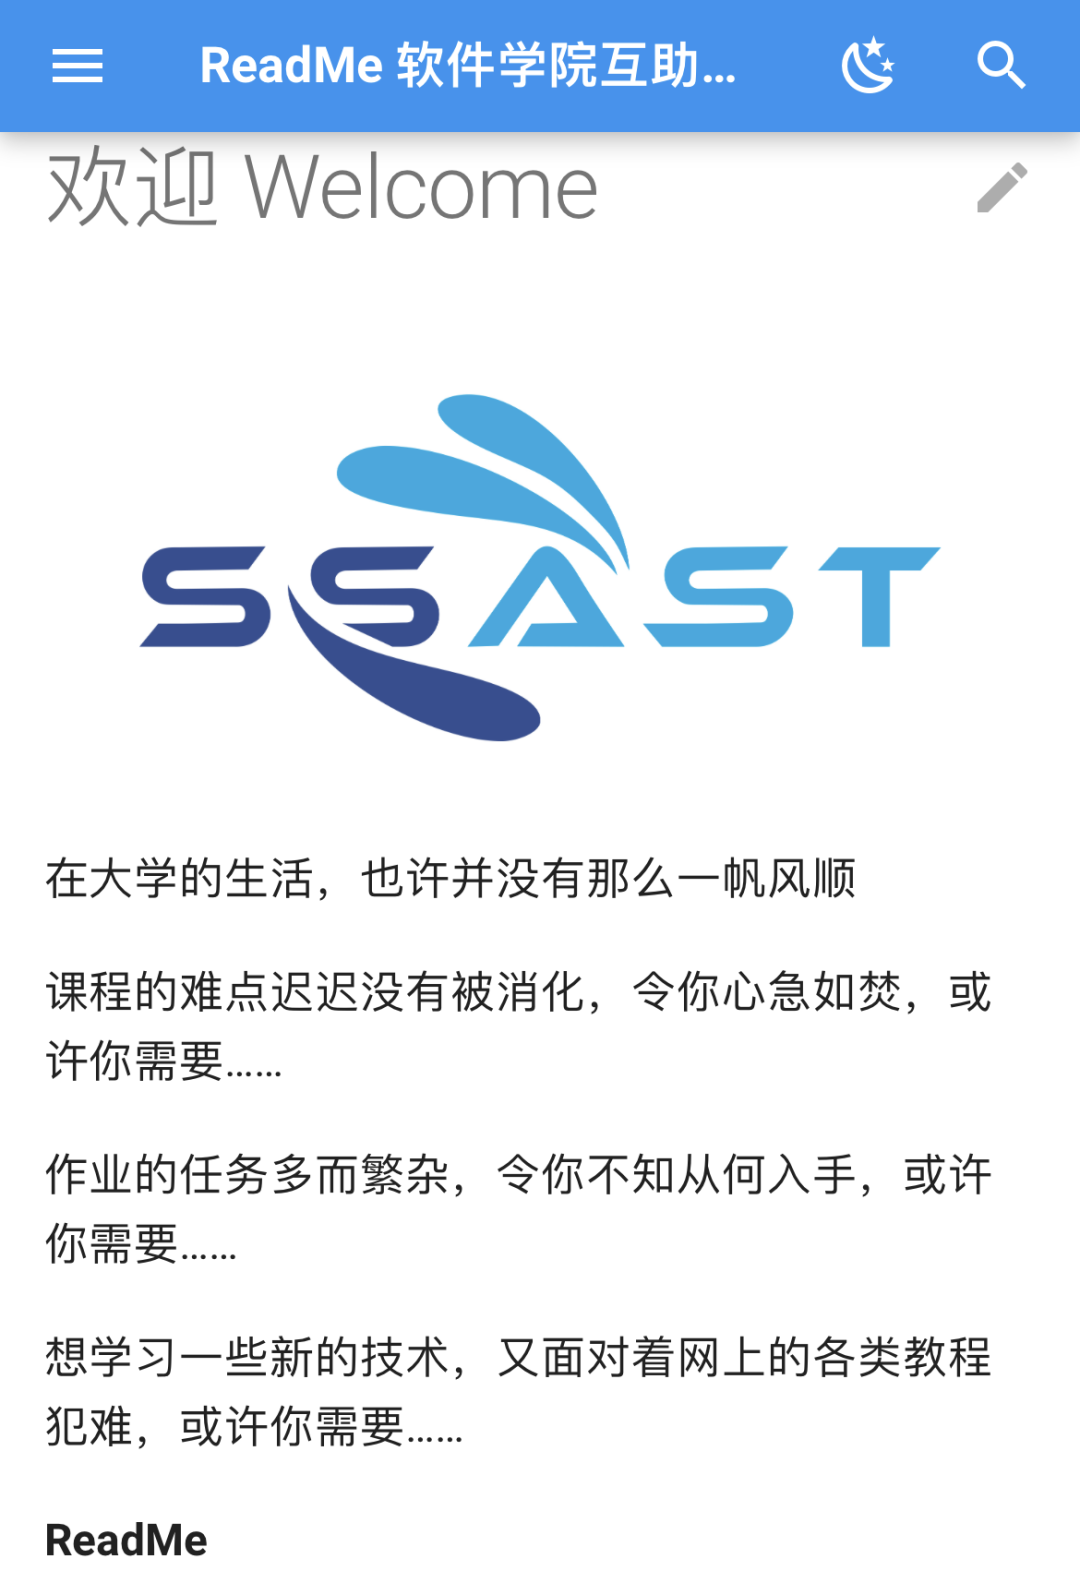 ReadMe 软件学院互助...
欢迎 Welcome
SSAST
在大学的生活，也许并没有那么一帆风顺
课程的难点迟迟没有被消化，令你心急如焚，或
许你需要……
作业的任务多而繁杂，令你不知从何入手，或许
你需要……
想学习一些新的技术，又面对着网上的各类教程
犯难，或许你需要……
ReadMe